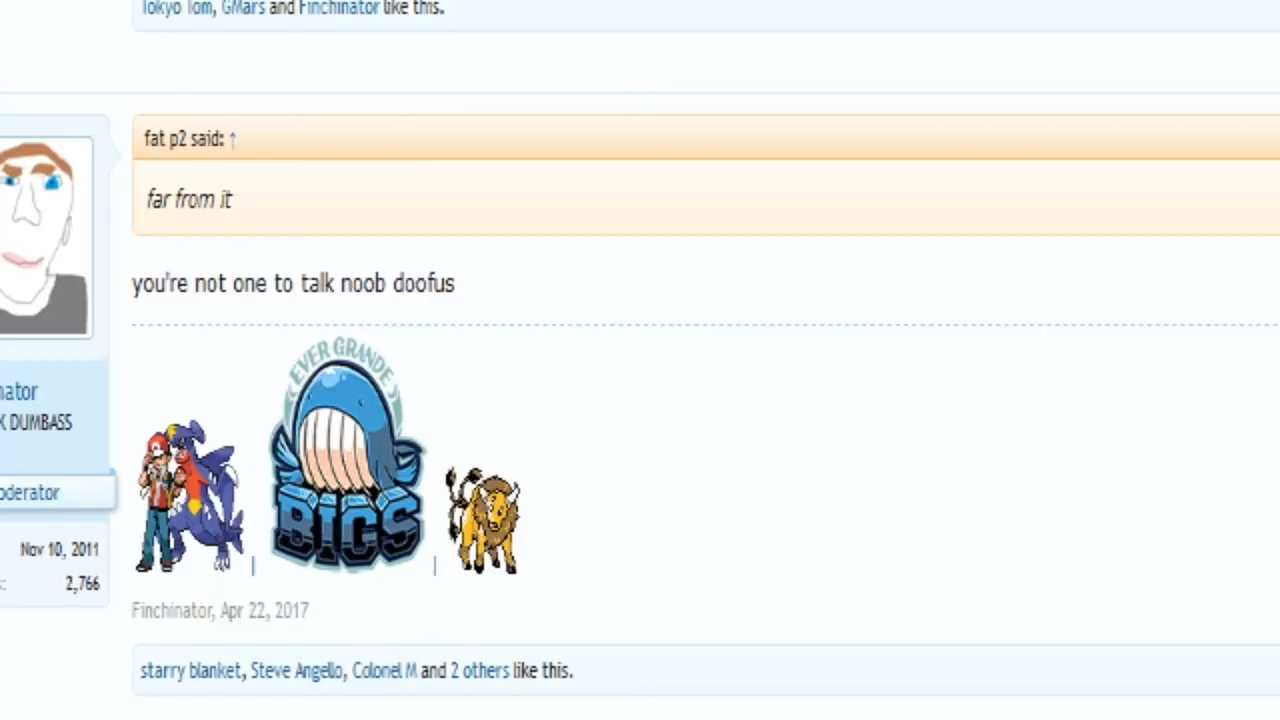 Tokyo Tom, GMars and Finchinator like this.
fat p2 said: ↑
far from it
you're not one to talk noob doofus
EVER GRANDE
BIGS
nator
K DUMBASS
oderator
Nov 10, 2011
2,766
Finchinator, Apr 22, 2017
starry blanket, Steve Angello, Colonel M and 2 others like this.